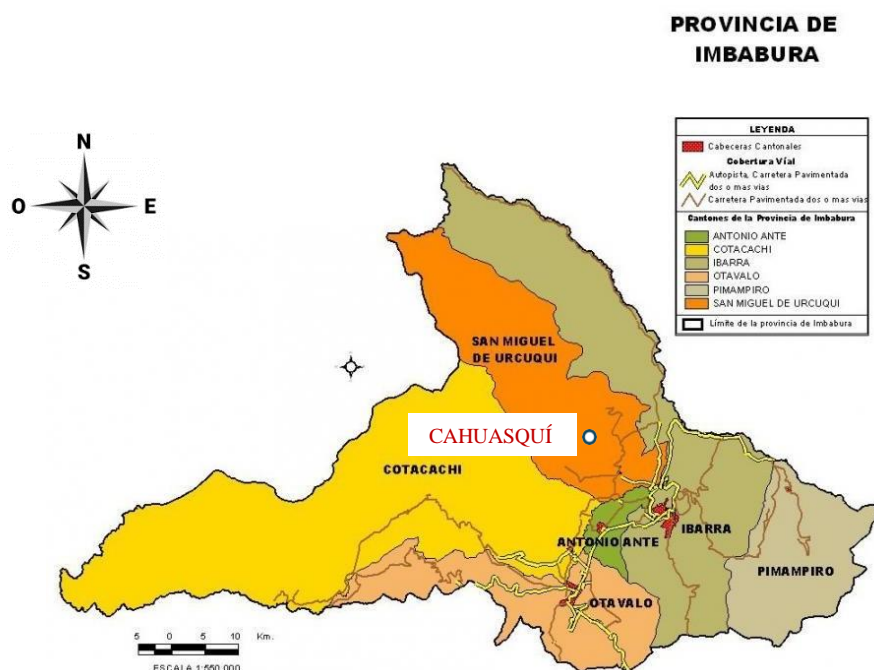 PROVINCIA DE
IMBABURA
LEYENDA
Cabeceras Cantonales
Cobertura Víal
Autopista, Carretera Pavimentada
dos o mas vias
Carretera Pavimentada dos o mas vias
Cantones de la Provincia de Imbabura
ANTONIO ANTE
COTACACHI
IBARRA
OTAVALO
PIMAMPIRO
SAN MIGUEL DE URCUQUI
Límite de la provincia de Imbabura
N
O
E
S
SAN MIGUEL
DE URCUQUI
CAHUASQUÍ
COTACACHI
ANTONIO ANTE
IBARRA
PIMAMPIRO
OTAVALO
5 0 5 10 Km.
ESCALA 1:550 000